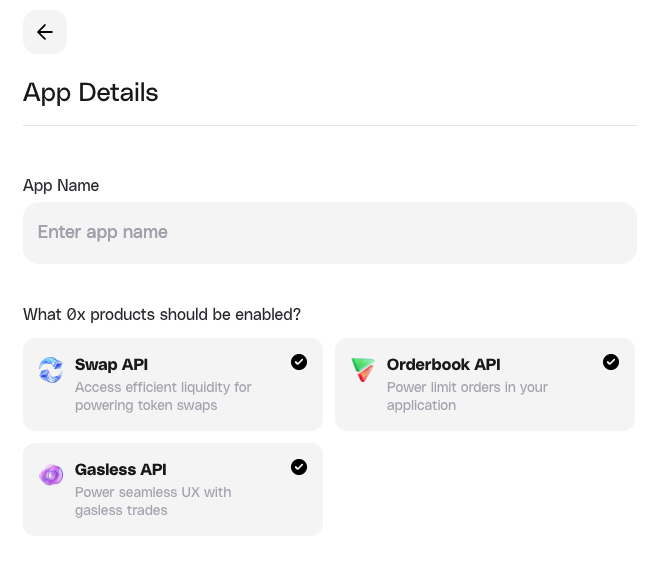 App Details
App Name
Enter app name
What 0x products should be enabled?
Swap API
Access efficient liquidity for
powering token swaps
Orderbook API
Power limit orders in your
application
Gasless API
Power seamless UX with
gasless trades